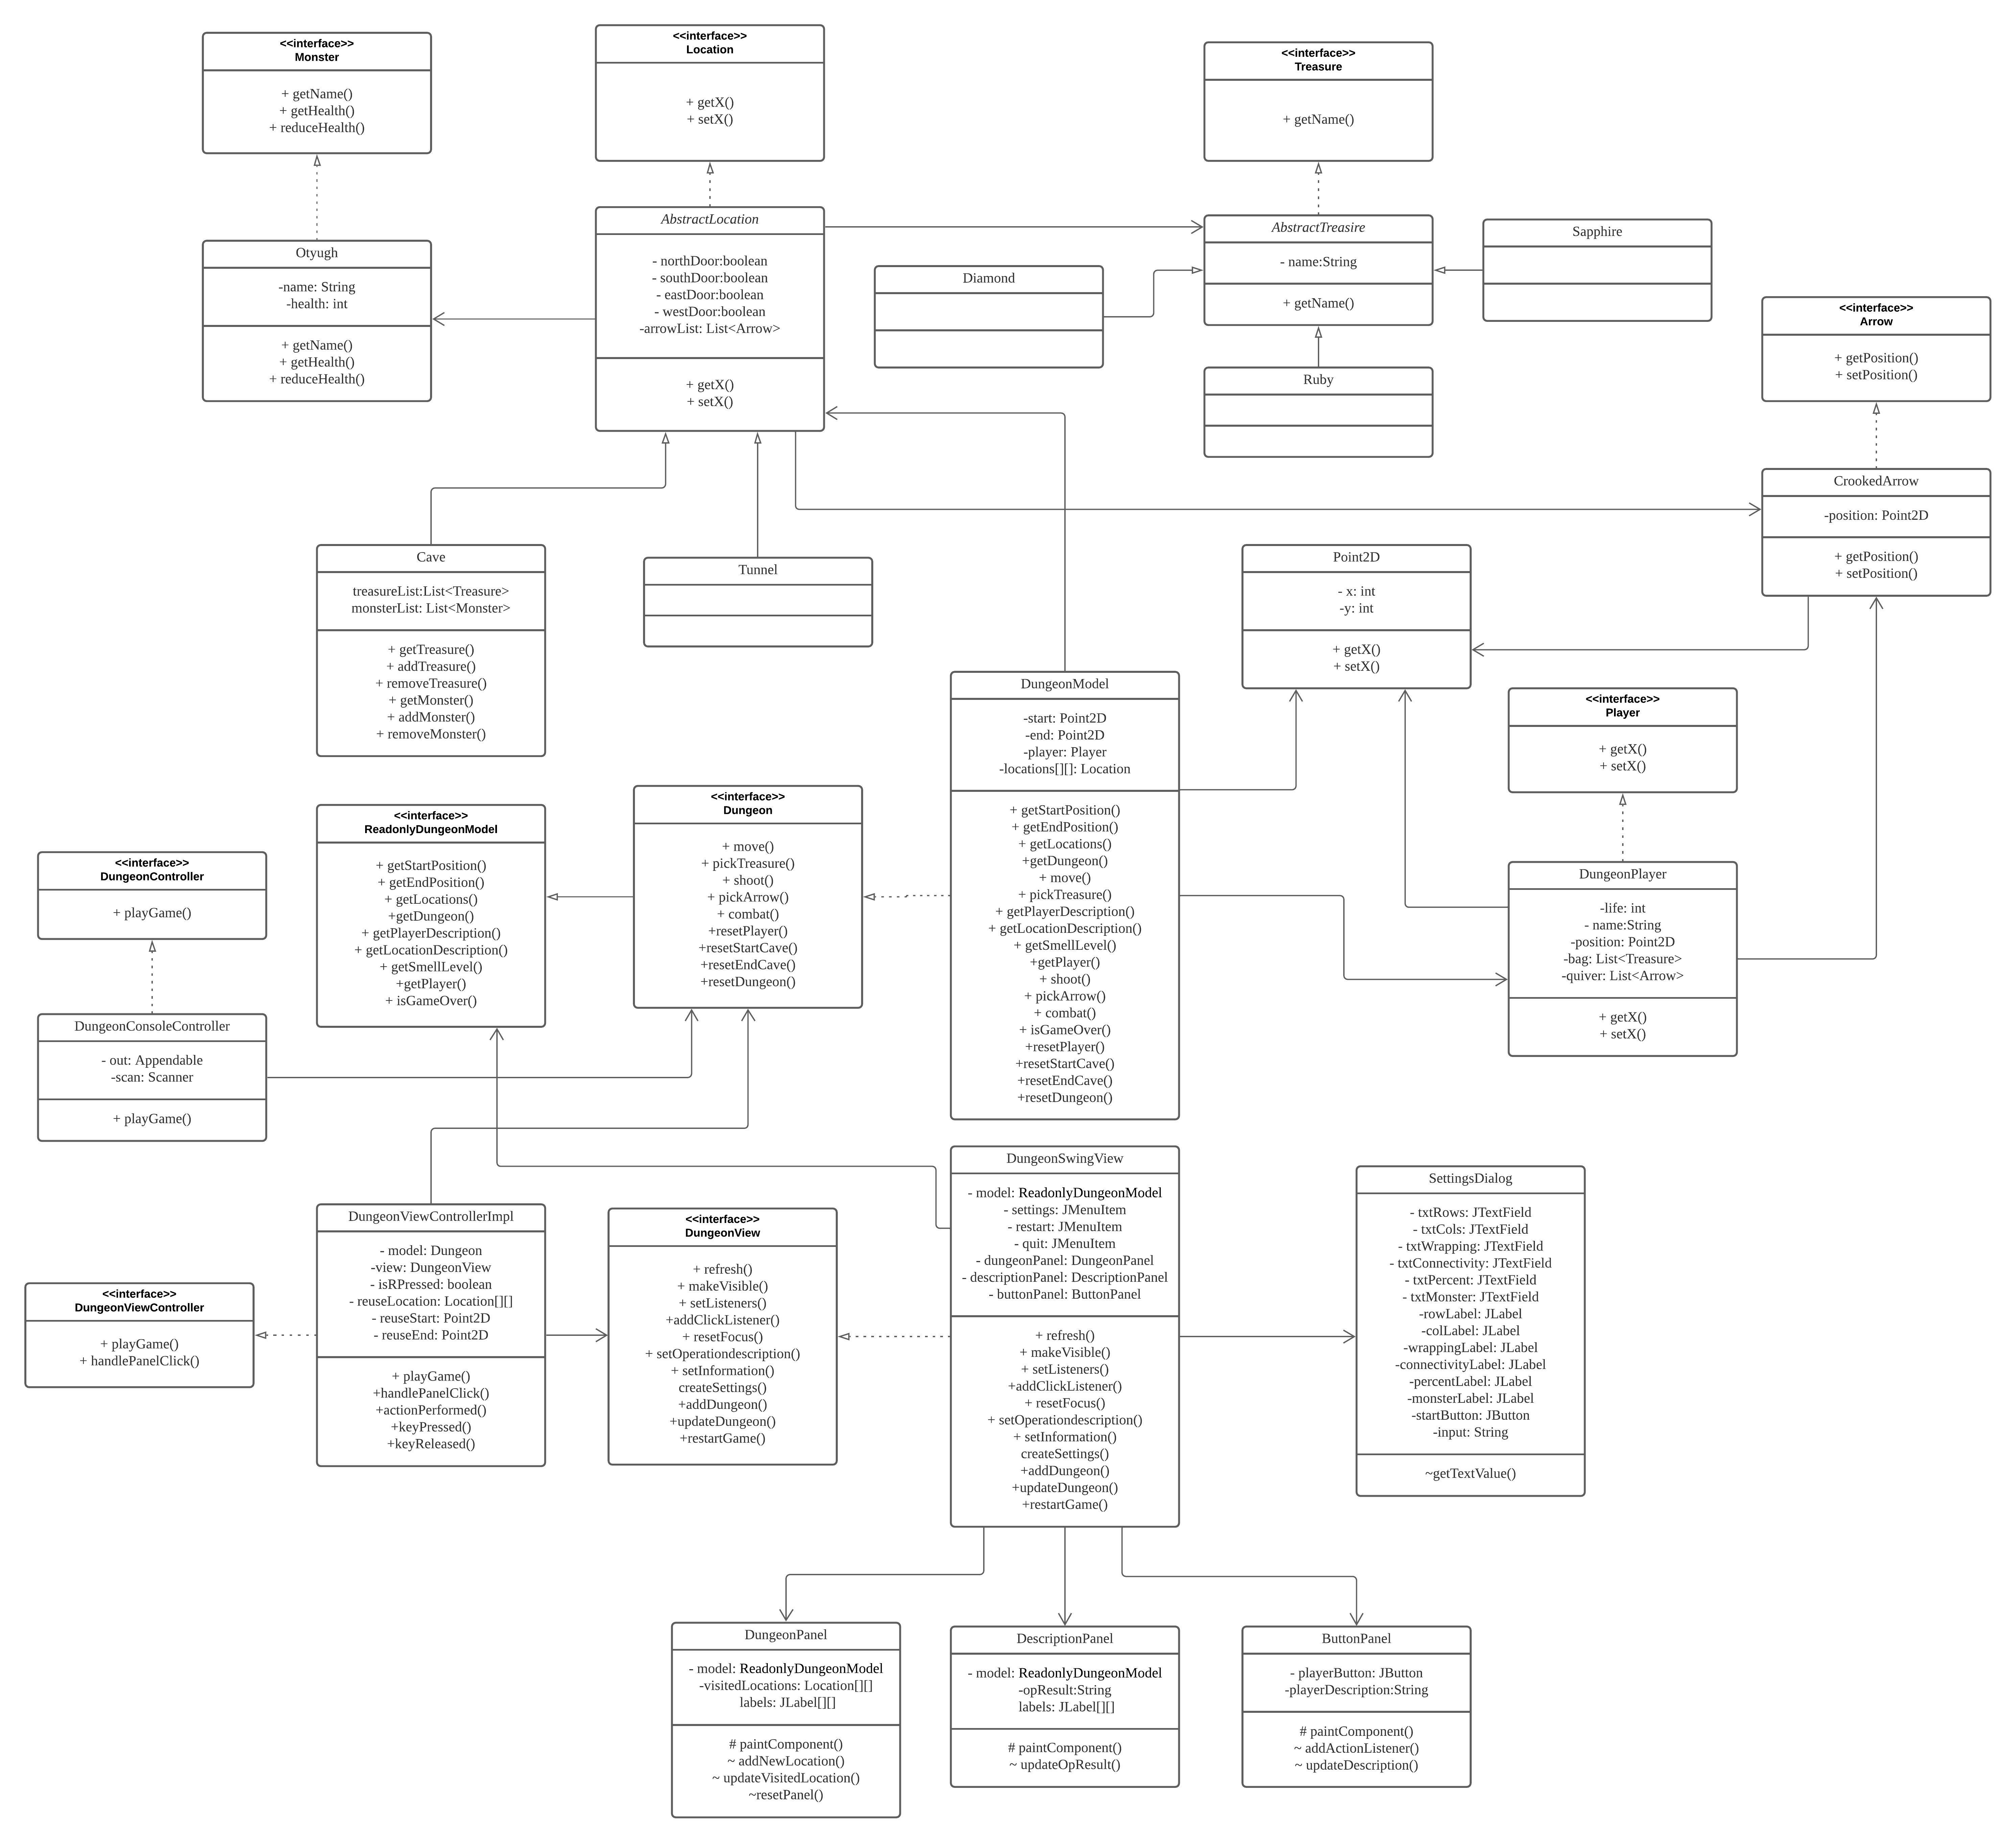 <<interface>>
Monster
+ getName()
+ getHealth()
+ reduceHealth()
<<interface>>
Location
+ getX()
+ setX()
<<interface>>
Treasure
+ getName()
Otyugh
-name: String
-health: int
+ getName()
+ getHealth()
+ reduceHealth()
AbstractLocation
- northDoor:boolean
- southDoor:boolean
- eastDoor:boolean
- westDoor:boolean
-arrowList: List<Arrow>
+ getX()
+ setX()
Diamond
AbstractTreasire
- name:String
+ getName()
Sapphire
Ruby
<<interface>>
Arrow
+ getPosition()
+ setPosition()
CrookedArrow
-position: Point2D
+ getPosition()
+ setPosition()
Cave
treasureList:List<Treasure>
monsterList: List<Monster>
+ getTreasure()
+ addTreasure()
+ removeTreasure()
+ getMonster()
+ addMonster()
+ removeMonster()
Tunnel
Point2D
- x: int
-y: int
+ getX()
+ setX()
DungeonModel
-start: Point2D
-end: Point2D
-player: Player
-locations[][]: Location
+ getStartPosition()
+ getEndPosition()
+ getLocations()
+getDungeon()
+ move()
+ pickTreasure()
+ getPlayerDescription()
+ getLocationDescription()
+ getSmellLevel()
+getPlayer()
+ shoot()
+ pickArrow()
+ combat()
+ isGameOver()
+resetPlayer()
+resetStartCave()
+resetEndCave()
+resetDungeon()
<<interface>>
Player
+ getX()
+ setX()
DungeonPlayer
-life: int
- name:String
-position: Point2D
-bag: List<Treasure>
-quiver: List<Arrow>
+ getX()
+ setX()
<<interface>>
Dungeon
+ move()
+ pickTreasure()
+ shoot()
+ pickArrow()
+ combat()
+resetPlayer()
+resetStartCave()
+resetEndCave()
+resetDungeon()
<<interface>>
ReadonlyDungeonModel
+ getStartPosition()
+ getEndPosition()
+ getLocations()
+getDungeon()
+ getPlayerDescription()
+ getLocationDescription()
+ getSmellLevel()
+getPlayer()
+ isGameOver()
<<interface>>
DungeonController
+ playGame()
DungeonConsoleController
- out: Appendable
-scan: Scanner
+ playGame()
<<interface>>
DungeonViewController
+ playGame()
+ handlePanelClick()
DungeonViewControllerImpl
- model: Dungeon
-view: DungeonView
- isRPressed: boolean
- reuseLocation: Location[][]
- reuseStart: Point2D
- reuseEnd: Point2D
+ playGame()
+handlePanelClick()
+actionPerformed()
+keyPressed()
+keyReleased()
<<interface>>
DungeonView
+ refresh()
+ makeVisible()
+ setListeners()
+addClickListener()
+ resetFocus()
+ setOperationdescription()
+ setInformation()
createSettings()
+addDungeon()
+updateDungeon()
+restartGame()
DungeonSwingView
- model: ReadonlyDungeonModel
- settings: JMenuItem
- restart: JMenuItem
- quit: JMenuItem
- dungeonPanel: DungeonPanel
- descriptionPanel: DescriptionPanel
- buttonPanel: ButtonPanel
+ refresh()
+ makeVisible()
+ setListeners()
+addClickListener()
+ resetFocus()
+ setOperationdescription()
+ setInformation()
createSettings()
+addDungeon()
+updateDungeon()
+restartGame()
SettingsDialog
- txtRows: JTextField
- txtCols: JTextField
- txtWrapping: JTextField
- txtConnectivity: JTextField
- txtPercent: JTextField
- txtMonster: JTextField
-rowLabel: JLabel
-colLabel: JLabel
-wrappingLabel: JLabel
-connectivityLabel: JLabel
-percentLabel: JLabel
-monsterLabel: JLabel
-startButton: JButton
-input: String
~getTextValue()
DungeonPanel
- model: ReadonlyDungeonModel
-visitedLocations: Location[][]
labels: JLabel[][]
# paintComponent()
~ addNewLocation()
~ updateVisitedLocation()
~resetPanel()
DescriptionPanel
- model: ReadonlyDungeonModel
-opResult:String
labels: JLabel[][]
# paintComponent()
~ updateOpResult()
ButtonPanel
- playerButton: JButton
-playerDescription:String
# paintComponent()
~ addActionListener()
~ updateDescription()